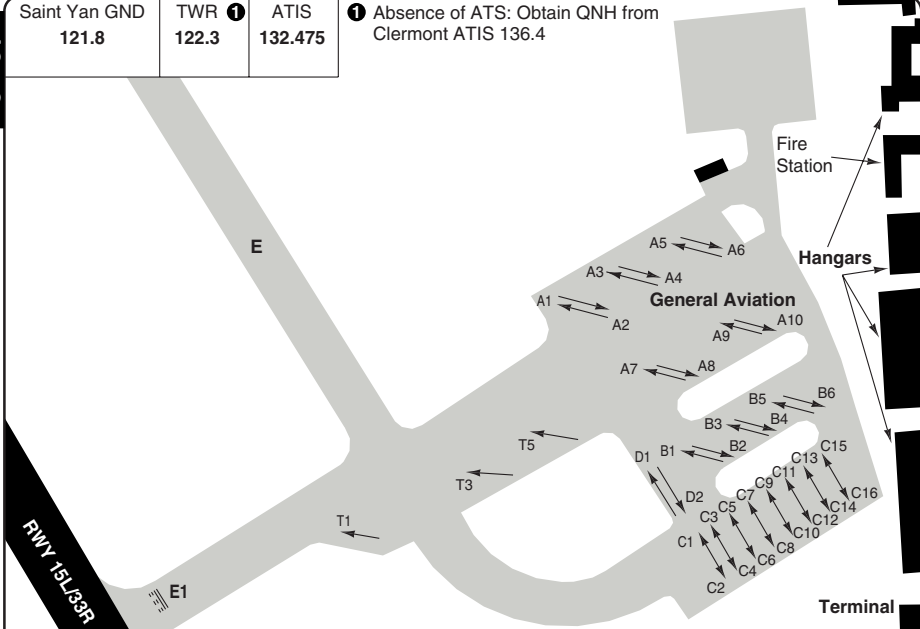 Saint Yan GND
121.8
TWR ❶
122.3
ATIS
132.475
❶ Absence of ATS: Obtain QNH from
Clermont ATIS 136.4
Fire
Station
Hangars
E
A5
A6
A3
A4
General Aviation
A1
A2
A10
A9
A7
A8
B5
B6
B3
B4
T5
B1
B2
D1
C15
C13
C11
C9
C7
C5
C3
C1
T3
D2
C16
C14
C12
C10
C8
C6
C4
C2
T1
RWY 15L/33R
E1
Terminal